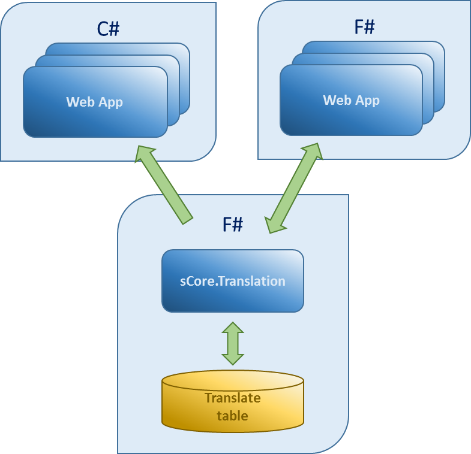 C#
Web App
F#
Web App
F#
sCore.Translation
Translate
table